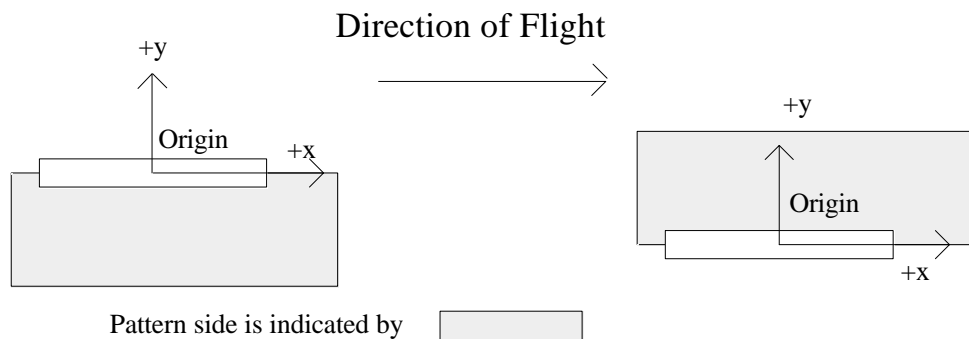 Direction of Flight
+y
Origin
+x
+y
Origin
+x
Pattern side is indicated by